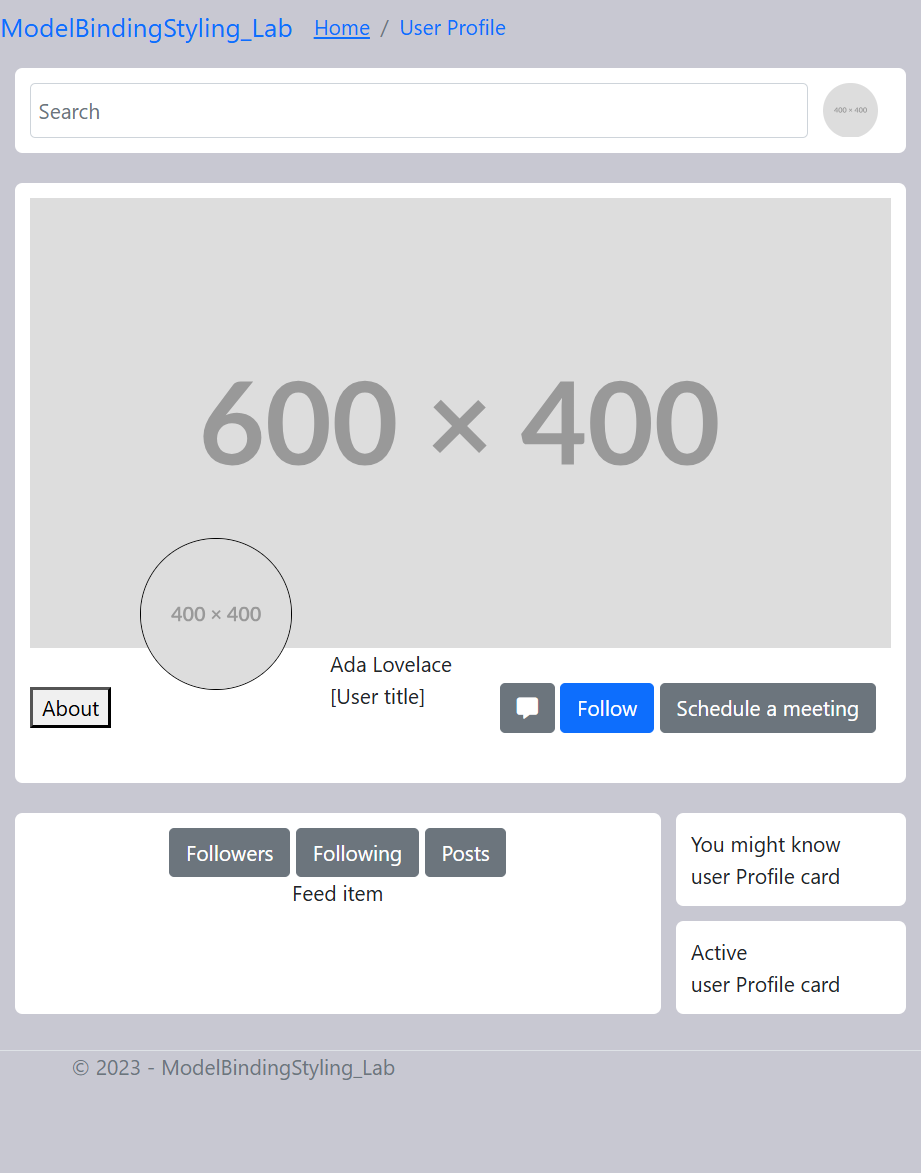 ModelBindingStyling_Lab Home / User Profile
Search
400 × 400
600 × 400
400 × 400
Ada Lovelace
[User title]
About
Follow
Schedule a meeting
Followers Following Posts
Feed item
You might know
user Profile card
Active
user Profile card
© 2023 - ModelBindingStyling_Lab